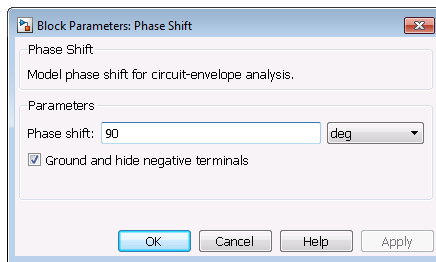 Block Parameters: Phase Shift
Phase Shift
Model phase shift for circuit-envelope analysis.
Parameters
Phase shift: 90 deg
Ground and hide negative terminals
OK Cancel Help Apply